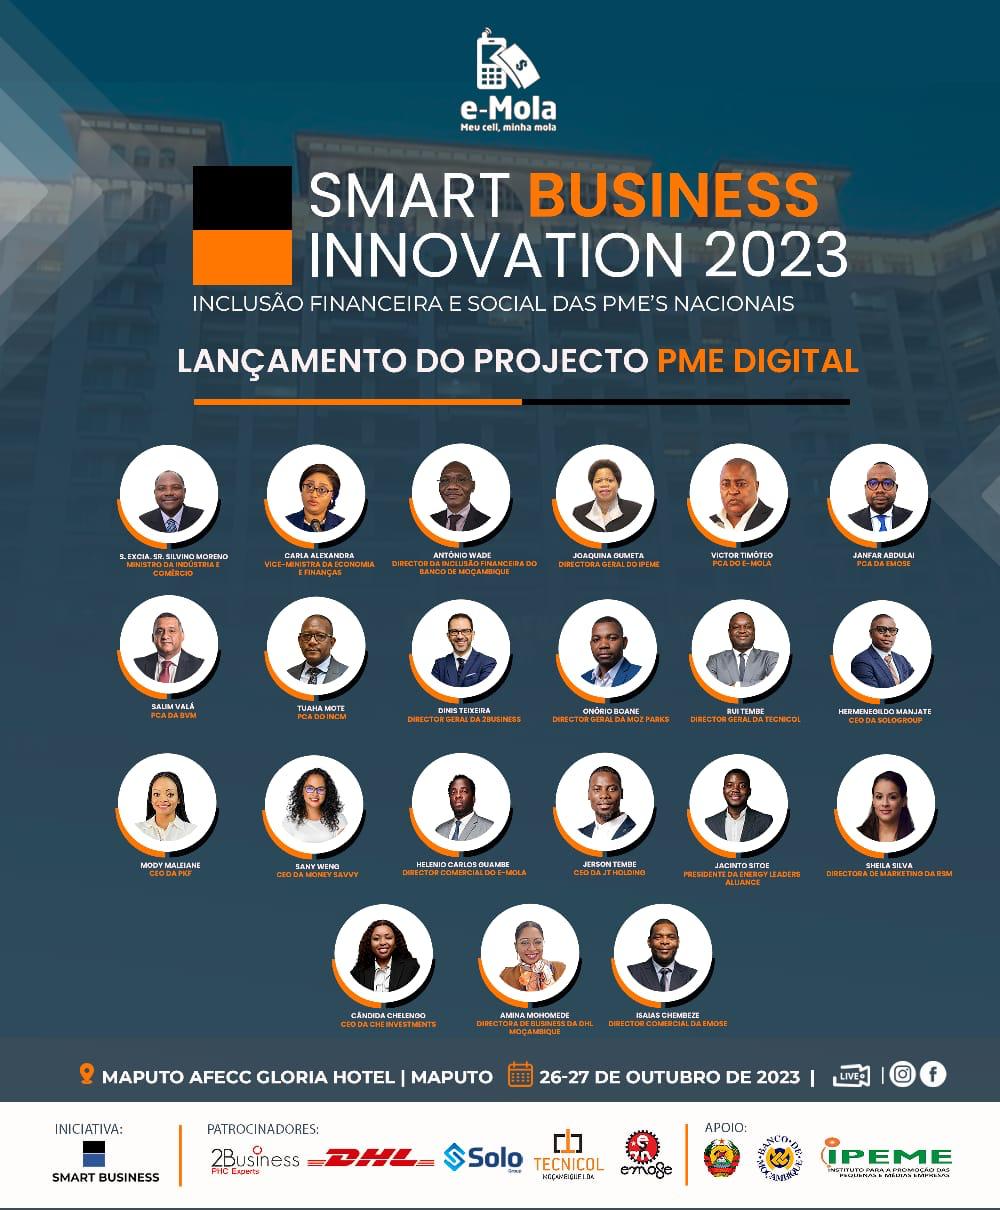 e-Mola
Meu cell, minha mola
SMART BUSINESS
INNOVATION 2023
INCLUSÃO FINANCEIRA E SOCIAL DAS PME'S NACIONAIS
LANÇAMENTO DO PROJECTO PME DIGITAL
S. EXCIA. SR. SILVINO MORENO
MINISTRO DA INDÚSTRIA E
COMÉRCIO
CARLA ALEXANDRA
VICE-MINISTRA DA ECONOMIA
E FINANÇAS
ANTÓNIO WADE
DIRECTOR DA INCLUSÃO FINANCEIRA DO
BANCO DE MOÇAMBIQUE
JOAQUINA GUMETA
DIRECTORA GERAL DO IPEME
VICTOR TIMÓTEO
PCA DO E-MOLA
JANFAR ABDULAI
PCA DA EMOSE
SALIM VALÁ
PCA DA BVM
TUAHA MOTE
PCA DO INCM
DINIS TEIXEIRA
DIRECTOR GERAL DA 2BUSINESS
ONÓRIO BOANE
DIRECTOR GERAL DA MOZ PARKS
RUI TEMBE
DIRECTOR GERAL DA TECNICOL
HERMENEGILDO MANJATE
CEO DA SOLOGROUP
MODY MALEIANE
CEO DA PKF
SANY WENG
CEO DA MONEY SAVVY
HELENIO CARLOS GUAMBE
DIRECTOR COMERCIAL DO E-MOLA
JERSON TEMBE
CEO DA JT HOLDING
JACINTO SITOE
PRESIDENTE DA ENERGY LEADERS
ALLIANCE
SHEILA SILVA
DIRECTORA DE MARKETING DA RSM
CÂNDIDA CHELENGO
CEO DA CHE INVESTMENTS
AMINA MOHOMEDE
DIRECTORA DE BUSINESS DA DHL
MOÇAMBIQUE
ISAIAS CHEMBEZE
DIRECTOR COMERCIAL DA EMOSE
MAPUTO AFECC GLORIA HOTEL | MAPUTO 26-27 DE OUTUBRO DE 2023 | LIVE |
INICIATIVA:
SMART BUSINESS
PATROCINADORES:
2Business
PHC Experts
DHL
Solo
Group
TECNICOL
MOÇAMBIQUE LDA
emose
APOIO:
BANCO DE MOÇAMBIQUE
IPEME
INSTITUTO PARA A PROMOÇÃO DAS
PEQUENAS E MÉDIAS EMPRESAS